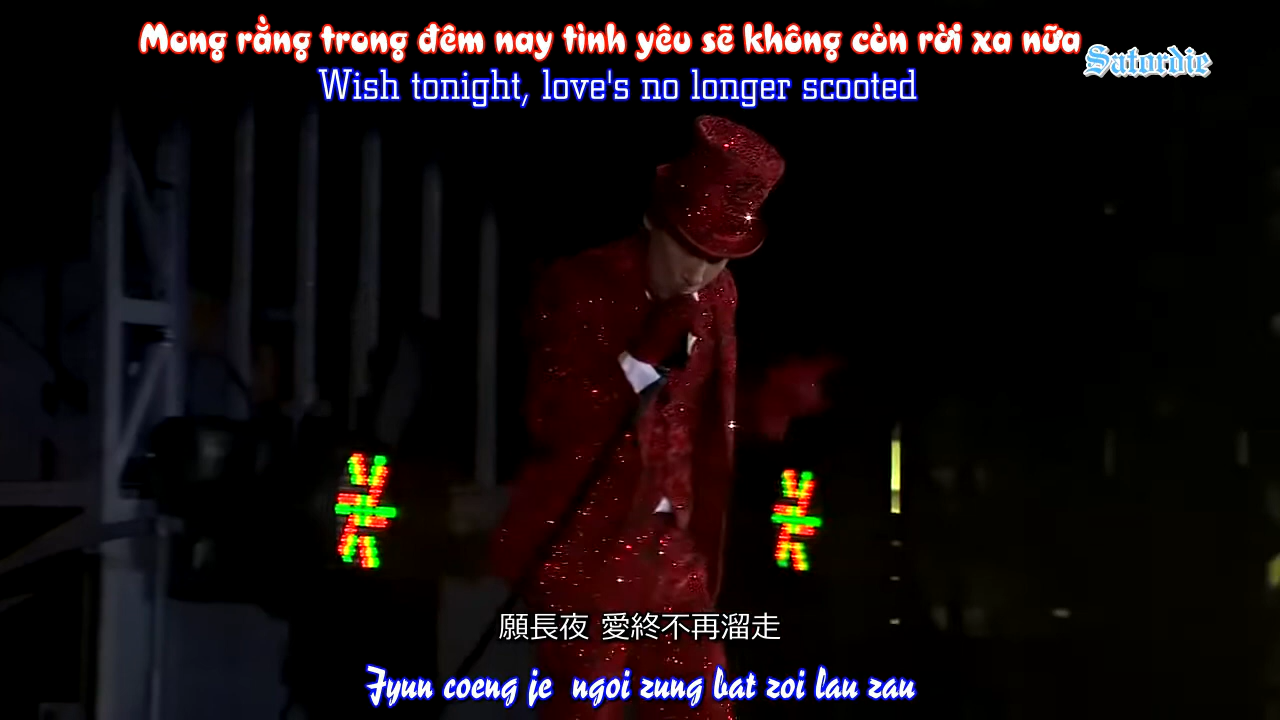 Mong rằng trong đêm nay tình yêu sẽ không còn rời xa nữa
Satordie
Wish tonight, love's no longer scooted
願長夜 愛終不再溜走
Jyun coeng je ngoi zung bat zoi lau zau